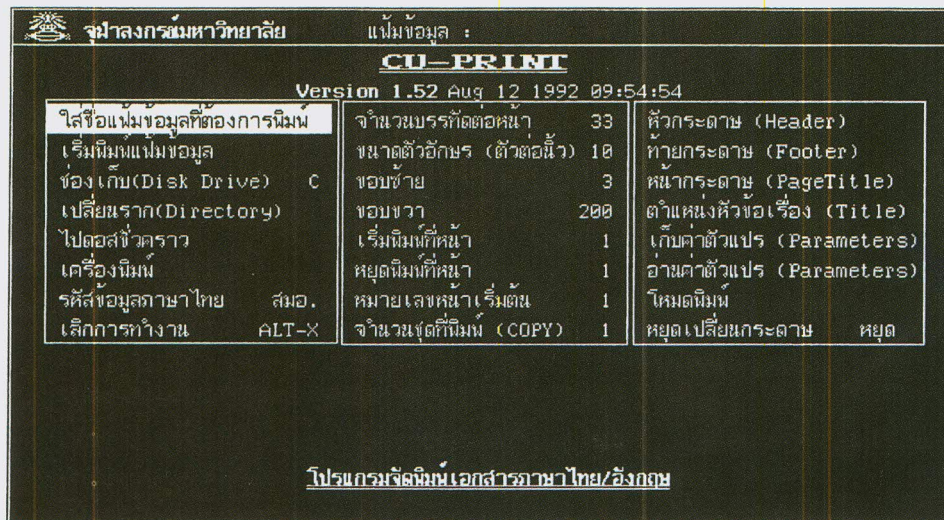 จุฬาลงกรณ์มหาวิทยาลัย แฟ้มข้อมูล :
CU-PRINT
Version 1.52 Aug 12 1992 09:54:54
ใส่ชื่อแฟ้มข้อมูลที่ต้องการพิมพ์
เริ่มพิมพ์แฟ้มข้อมูล
ช่องเก็บ(Disk Drive) C
เปลี่ยนราก(Directory)
ไปดอสชั่วคราว
เครื่องพิมพ์
รหัสข้อมูลภาษาไทย สมอ.
เลิกการทำงาน ALT-X
จำนวนบรรทัดต่อหน้า 33
ขนาดตัวอักษร (ตัวต่อนิ้ว) 10
ขอบซ้าย 3
ขอบขวา 200
เริ่มพิมพ์ที่หน้า 1
หยุดพิมพ์ที่หน้า 1
หมายเลขหน้าเริ่มต้น 1
จำนวนชุดที่พิมพ์ (COPY) 1
หัวกระดาษ (Header)
ท้ายกระดาษ (Footer)
หน้ากระดาษ (PageTitle)
ตำแหน่งหัวข้อเรื่อง (Title)
เก็บค่าตัวแปร (Parameters)
อ่านค่าตัวแปร (Parameters)
โหมดพิมพ์
หยุดเปลี่ยนกระดาษ หยุด
โปรแกรมจัดพิมพ์เอกสารภาษาไทย/อังกฤษ